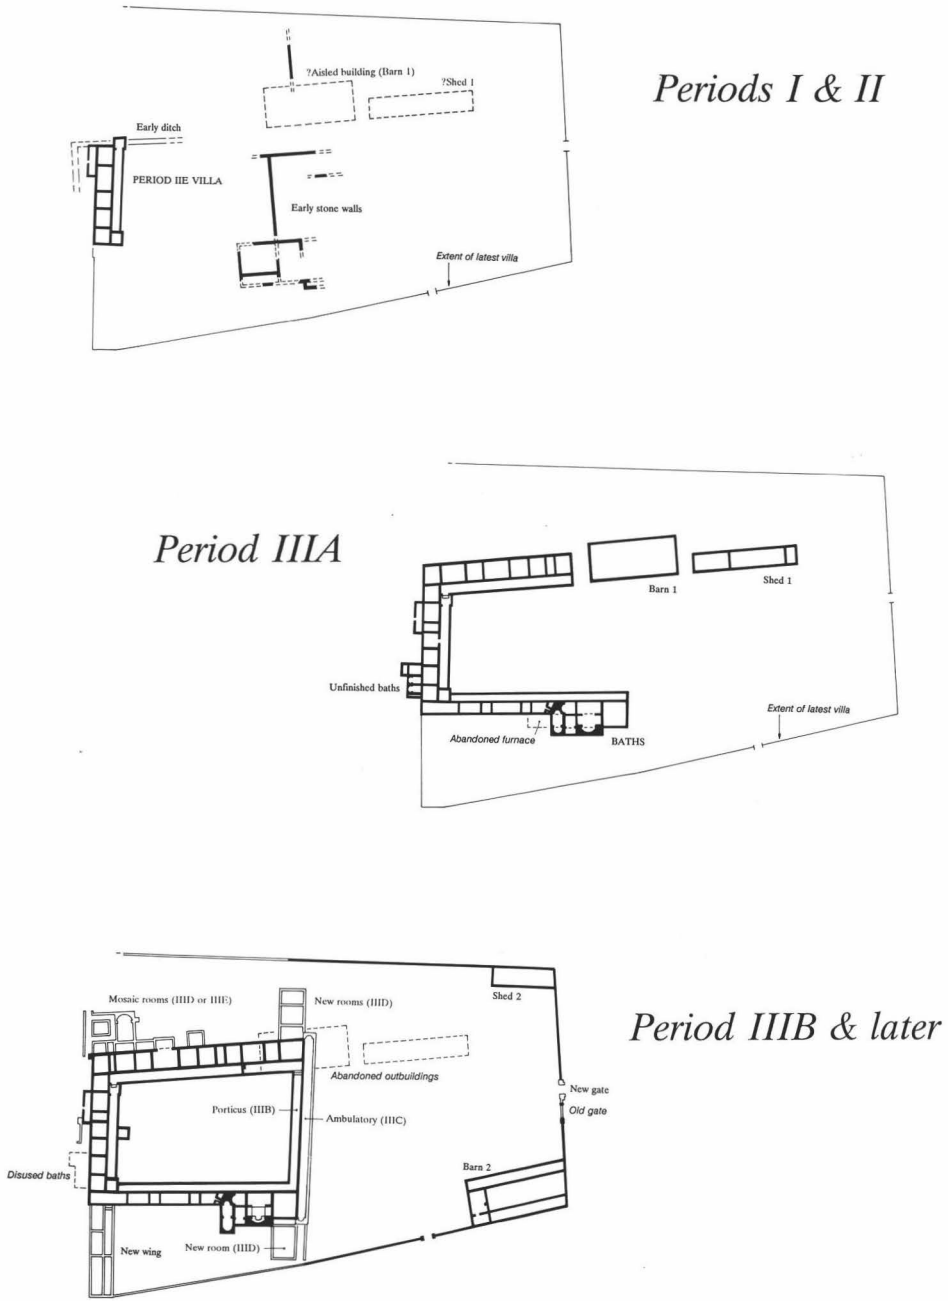 Periods I & II
?Aisled building (Barn 1)
?Shed 1
Early ditch
PERIOD IIE VILLA
Early stone walls
Extent of latest villa
Period IIIA
Barn 1
Shed 1
Unfinished baths
Abandoned furnace
BATHS
Extent of latest villa
Period IIIB & later
Mosaic rooms (IIID or IIIE)
New rooms (IIID)
Shed 2
Abandoned outbuildings
New gate
Old gate
Porticus (IIIB)
Ambulatory (IIIC)
Barn 2
Disused baths
New wing
New room (IIID)